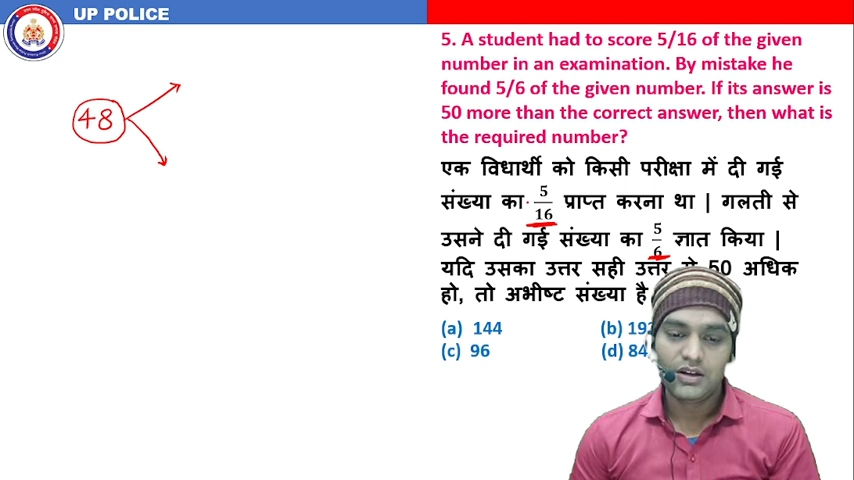 UP POLICE
48
5. A student had to score 5/16 of the given
number in an examination. By mistake he
found 5/6 of the given number. If its answer is
50 more than the correct answer, then what is
the required number?
एक विधार्थी को किसी परीक्षा में दी गई
संख्या का 5/16 प्राप्त करना था | गलती से
उसने दी गई संख्या का 5/6 ज्ञात किया |
यदि उसका उत्तर सही उत्तर से 50 अधिक
हो, तो अभीष्ट संख्या है
(a) 144 (b) 192
(c) 96 (d) 84